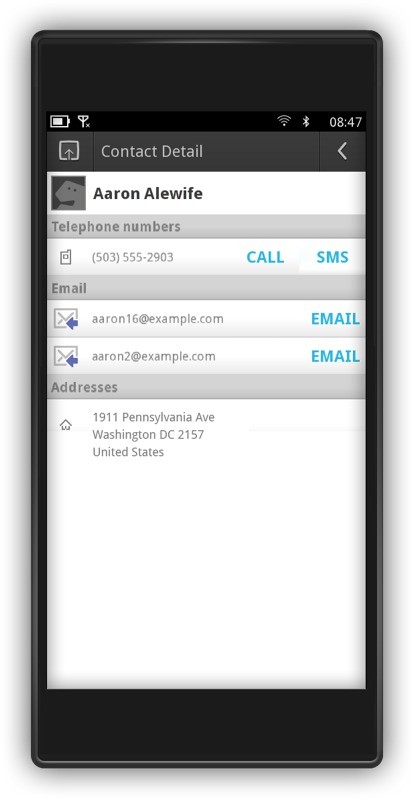 08:47
Contact Detail
Aaron Alewife
Telephone numbers
(503) 555-2903 CALL SMS
Email
aaron16@example.com EMAIL
aaron2@example.com EMAIL
Addresses
1911 Pennsylvania Ave
Washington DC 2157
United States